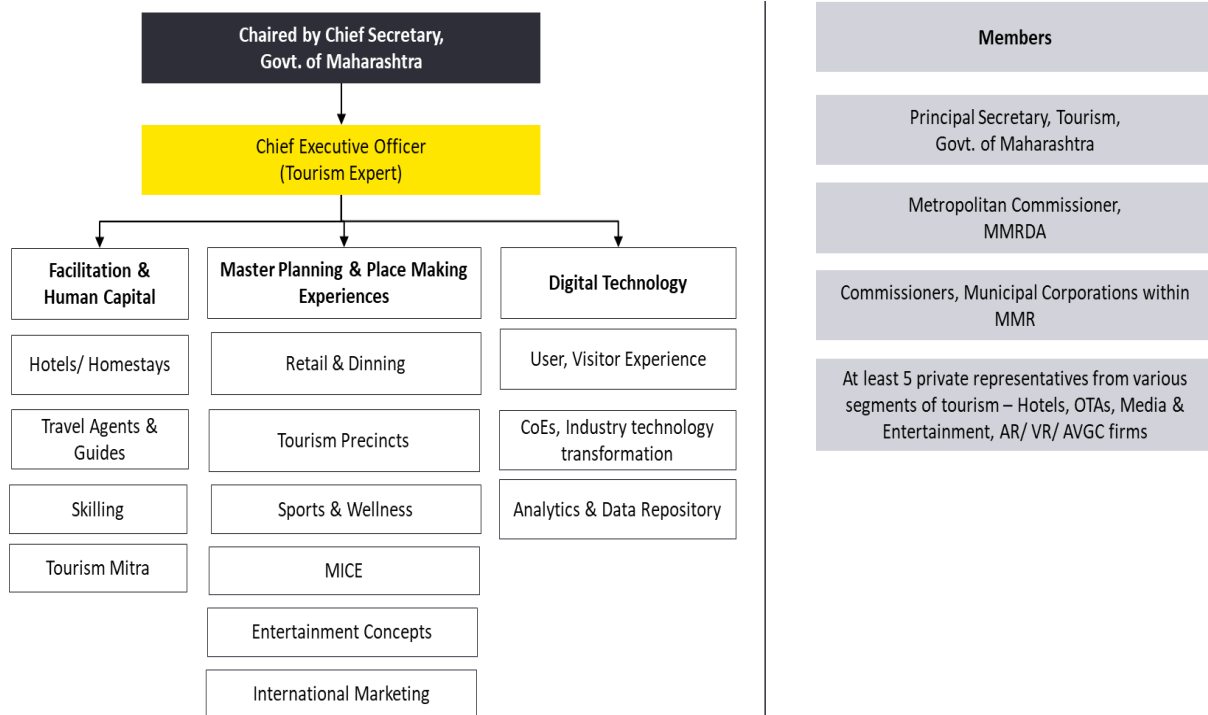 Chaired by Chief Secretary,
Govt. of Maharashtra
Chief Executive Officer
(Tourism Expert)
Facilitation &
Human Capital
Hotels/ Homestays
Travel Agents &
Guides
Skilling
Tourism Mitra
Master Planning & Place Making
Experiences
Retail & Dinning
Tourism Precincts
Sports & Wellness
MICE
Entertainment Concepts
International Marketing
Digital Technology
User, Visitor Experience
CoEs, Industry technology
transformation
Analytics & Data Repository
Members
Principal Secretary, Tourism,
Govt. of Maharashtra
Metropolitan Commissioner,
MMRDA
Commissioners, Municipal Corporations within
MMR
At least 5 private representatives from various
segments of tourism – Hotels, OTAs, Media &
Entertainment, AR/ VR/ AVGC firms